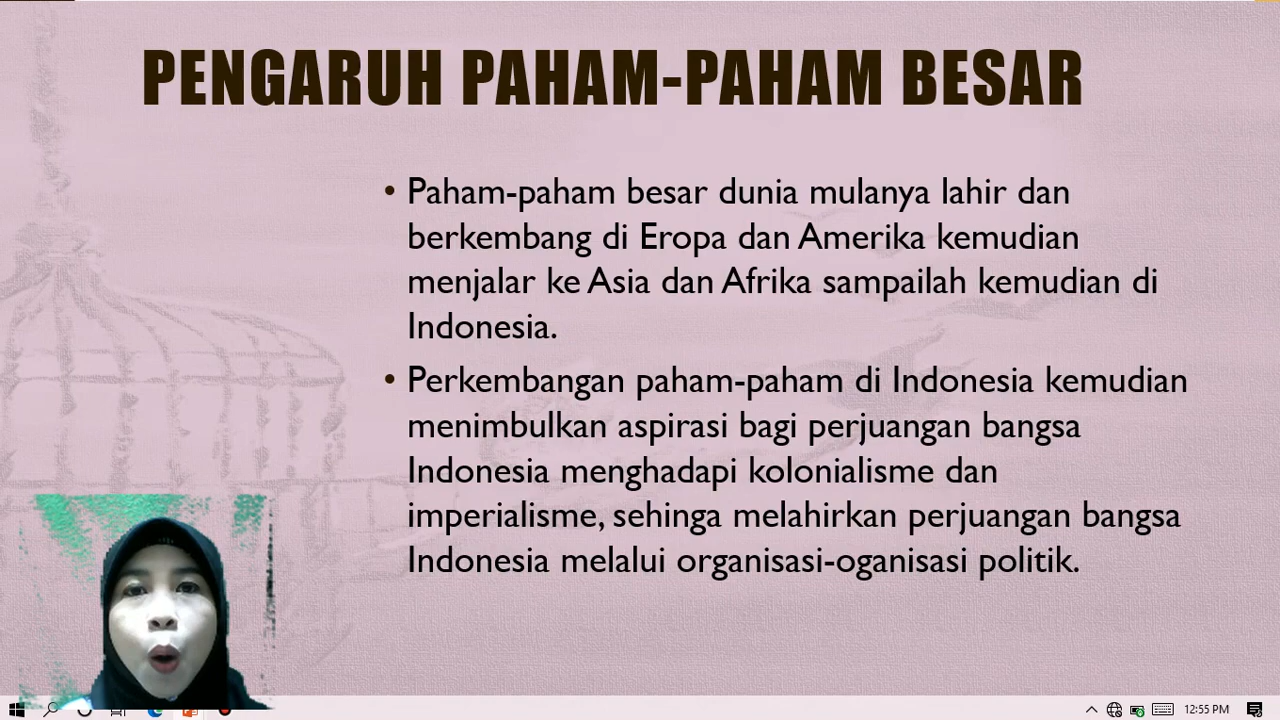 PENGARUH PAHAM-PAHAM BESAR
• Paham-paham besar dunia mulanya lahir dan
berkembang di Eropa dan Amerika kemudian
menjalar ke Asia dan Afrika sampailah kemudian di
Indonesia.
• Perkembangan paham-paham di Indonesia kemudian
menimbulkan aspirasi bagi perjuangan bangsa
Indonesia menghadapi kolonialisme dan
imperialisme, sehinga melahirkan perjuangan bangsa
Indonesia melalui organisasi-oganisasi politik.
12:55 PM